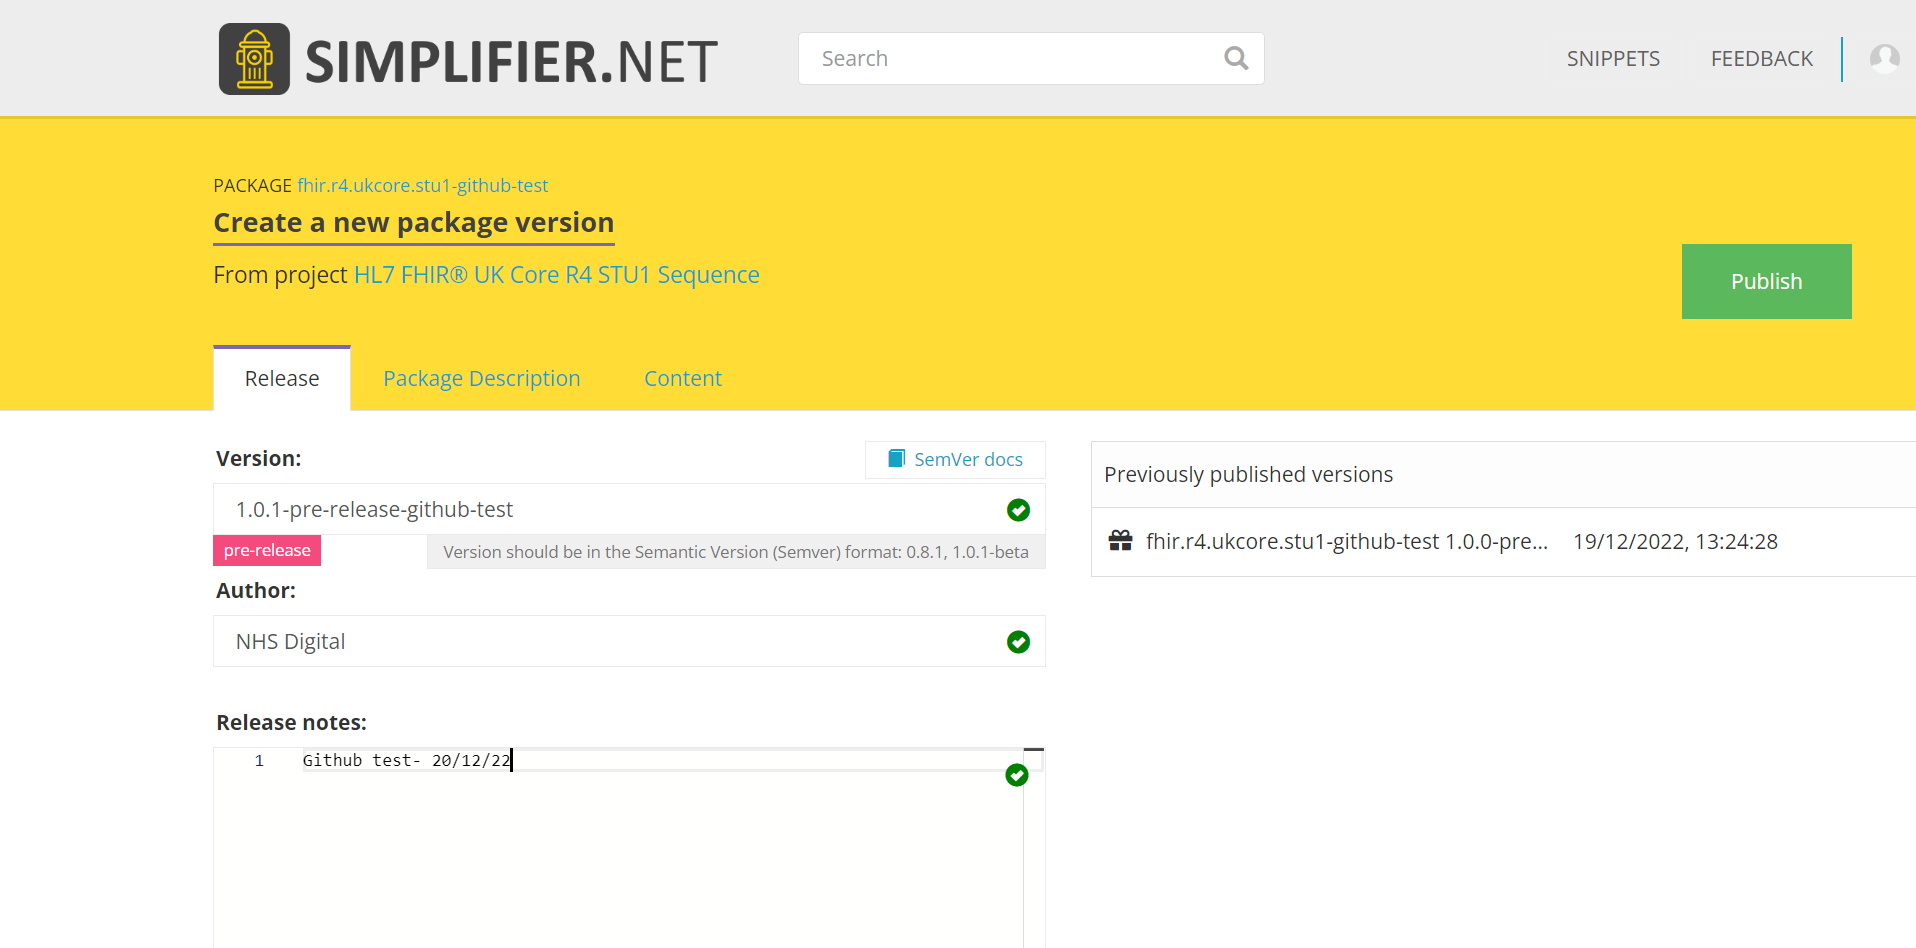 SIMPLIFIER.NET
Search
SNIPPETS
FEEDBACK
PACKAGE fhir.r4.ukcore.stu1-github-test
Create a new package version
From project HL7 FHIR® UK Core R4 STU1 Sequence
Publish
Release
Package Description
Content
Version:
SemVer docs
1.0.1-pre-release-github-test
pre-release
Version should be in the Semantic Version (Semver) format: 0.8.1, 1.0.1-beta
Author:
NHS Digital
Release notes:
1 Github test- 20/12/22
Previously published versions
fhir.r4.ukcore.stu1-github-test 1.0.0-pre... 19/12/2022, 13:24:28